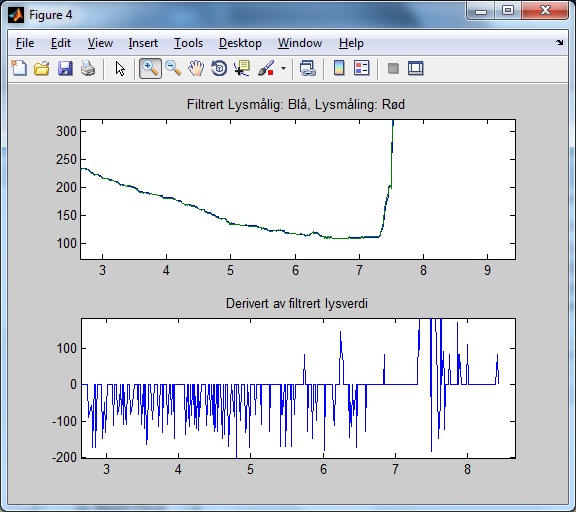 Figure 4
File Edit View Insert Tools Desktop Window Help
Filtrert Lysmålig: Blå, Lysmåling: Rød
300
250
200
150
100
3 4 5 6 7 8 9
Derivert av filtrert lysverdi
100
0
-100
-200
3 4 5 6 7 8